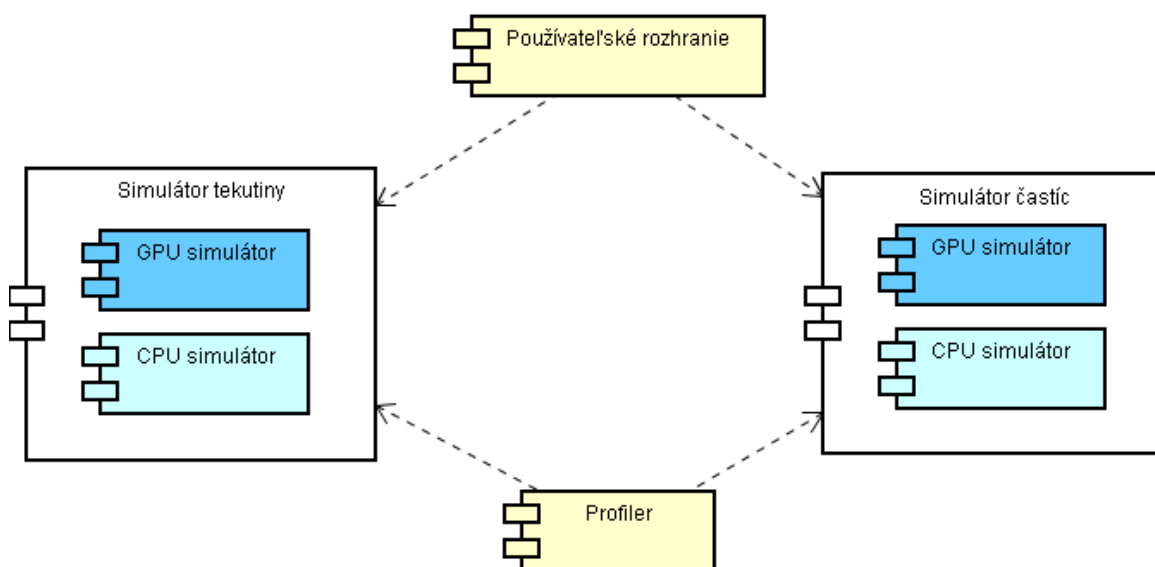 Používateľské rozhranie
Simulátor tekutiny
GPU simulátor
CPU simulátor
Simulátor častíc
GPU simulátor
CPU simulátor
Profiler